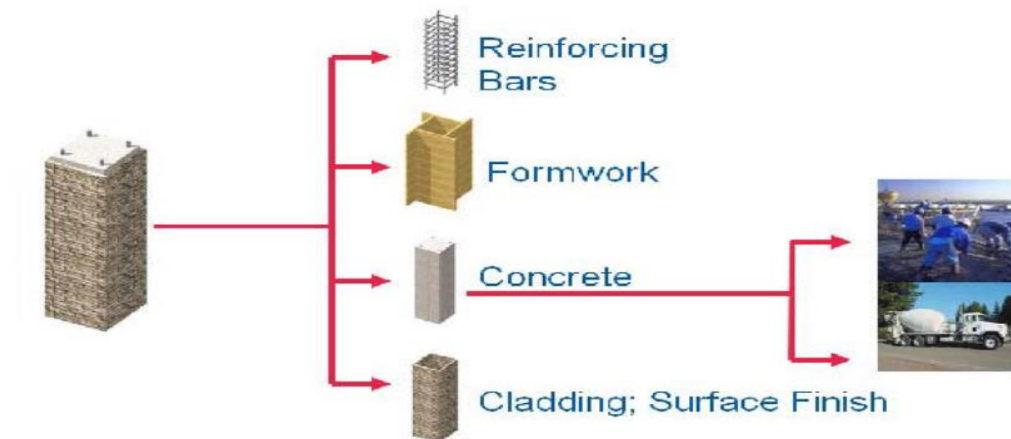 Reinforcing
Bars
Formwork
Concrete
Cladding; Surface Finish